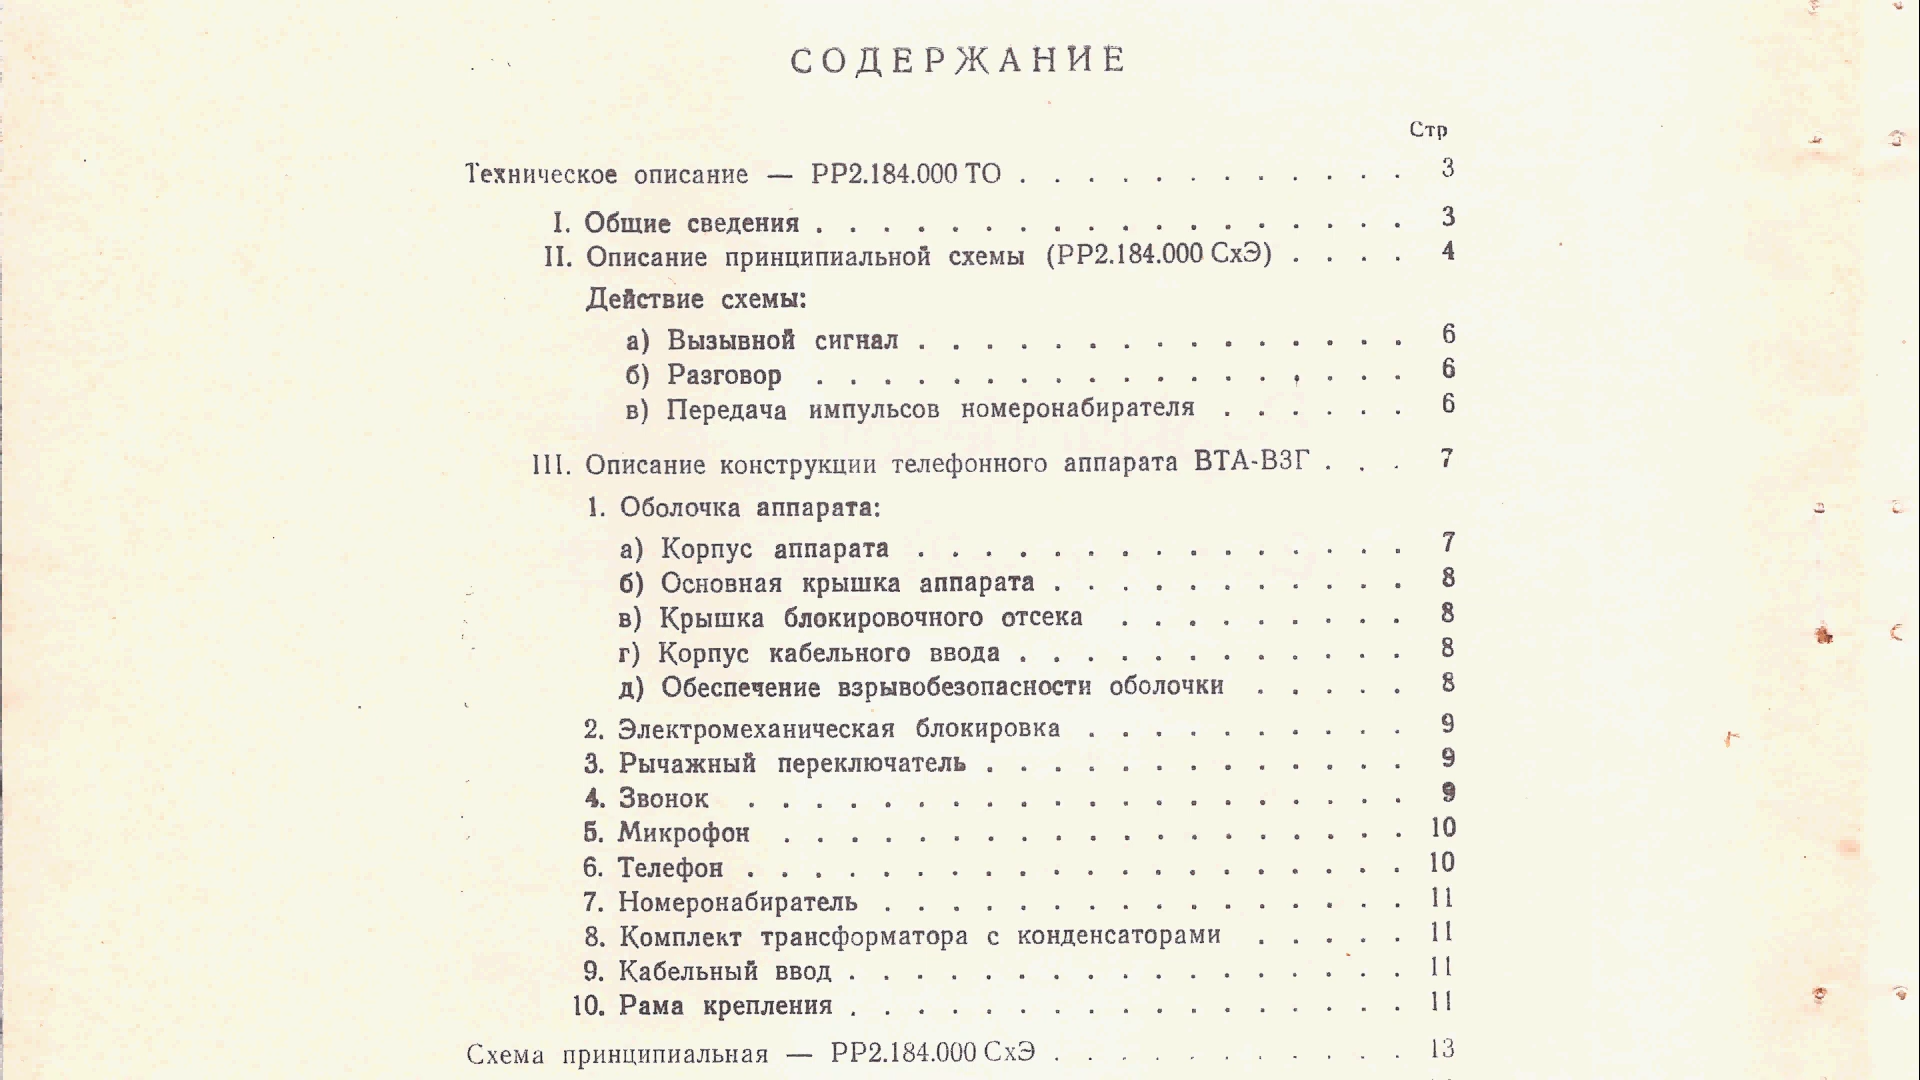 СОДЕРЖАНИЕ
Стр
Техническое описание — РР2.184.000 ТО . . . . . . . . . . . . 3
I. Общие сведения . . . . . . . . . . . . . . . . . . 3
II. Описание принципиальной схемы (РР2.184.000 СхЭ) . . . . 4
Действие схемы:
а) Вызывной сигнал . . . . . . . . . . . . . . . 6
б) Разговор . . . . . . . . . . . . . . . . . . 6
в) Передача импульсов номеронабирателя . . . . . . 6
III. Описание конструкции телефонного аппарата ВТА-ВЗГ . . . 7
1. Оболочка аппарата:
а) Корпус аппарата . . . . . . . . . . . . . . . 7
б) Основная крышка аппарата . . . . . . . . . . . 8
в) Крышка блокировочного отсека . . . . . . . . . 8
г) Корпус кабельного ввода . . . . . . . . . . . . 8
д) Обеспечение взрывобезопасности оболочки . . . . . 8
2. Электромеханическая блокировка . . . . . . . . . . 9
3. Рычажный переключатель . . . . . . . . . . . . . 9
4. Звонок . . . . . . . . . . . . . . . . . . . . 9
5. Микрофон . . . . . . . . . . . . . . . . . . . 10
6. Телефон . . . . . . . . . . . . . . . . . . . . 10
7. Номеронабиратель . . . . . . . . . . . . . . . . 11
8. Комплект трансформатора с конденсаторами . . . . . 11
9. Кабельный ввод . . . . . . . . . . . . . . . . . 11
10. Рама крепления . . . . . . . . . . . . . . . . . 11
Схема принципиальная — РР2.184.000 СхЭ . . . . . . . . . . . 13